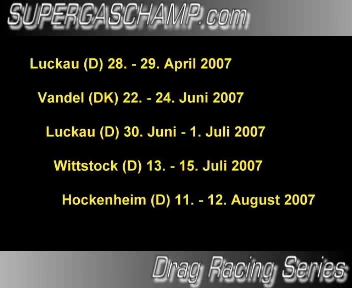 SUPERGASCHAMP.com
Luckau (D) 28. - 29. April 2007
Vandel (DK) 22. - 24. Juni 2007
Luckau (D) 30. Juni - 1. Juli 2007
Wittstock (D) 13. - 15. Juli 2007
Hockenheim (D) 11. - 12. August 2007
Drag Racing Series